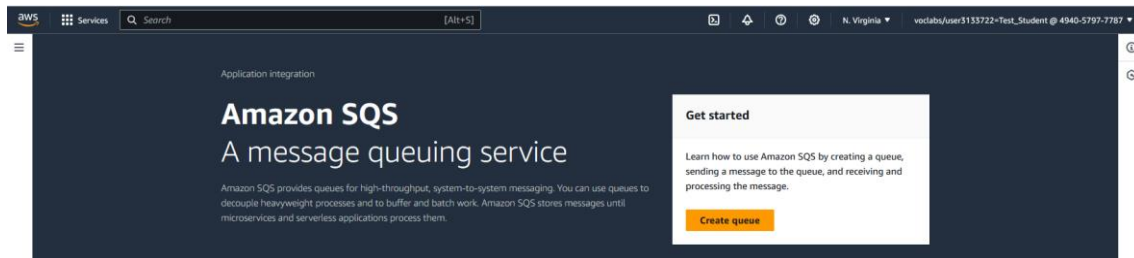 aws
Services
Search
[Alt+S]
N. Virginia
voclabs/user3133722=Test_Student @ 4940-5797-7787
Application integration
Amazon SQS
A message queuing service
Amazon SQS provides queues for high-throughput, system-to-system messaging. You can use queues to
decouple heavyweight processes and to buffer and batch work. Amazon SQS stores messages until
microservices and serverless applications process them.
Get started
Learn how to use Amazon SQS by creating a queue,
sending a message to the queue, and receiving and
processing the message.
Create queue